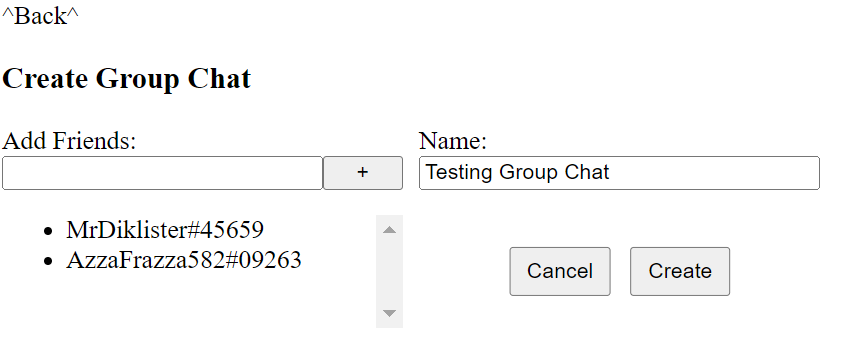 ^Back^
Create Group Chat
Add Friends:
+
Name:
Testing Group Chat
MrDiklister#45659
AzzaFrazza582#09263
Cancel
Create